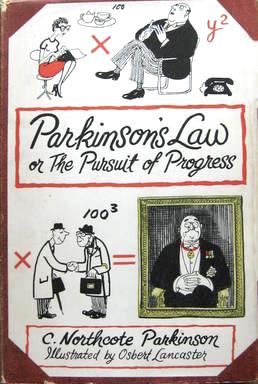 100
× y²
Parkinson's Law
or The Pursuit of Progress
100³
× =
C. Northcote Parkinson
Illustrated by Osbert Lancaster